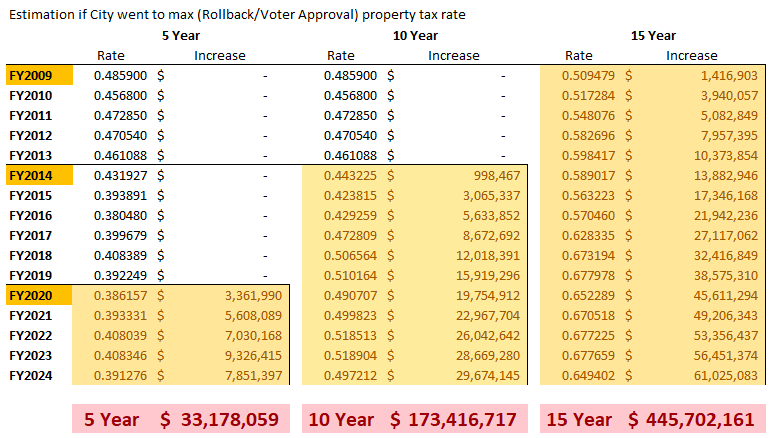 Estimation if City went to max (Rollback/Voter Approval) property tax rate
5 Year 10 Year 15 Year
Rate Increase Rate Increase Rate Increase
FY2009 0.485900 $ - 0.485900 $ - 0.509479 $ 1,416,903
FY2010 0.456800 $ - 0.456800 $ - 0.517284 $ 3,940,057
FY2011 0.472850 $ - 0.472850 $ - 0.548076 $ 5,082,849
FY2012 0.470540 $ - 0.470540 $ - 0.582696 $ 7,957,395
FY2013 0.461088 $ - 0.461088 $ - 0.598417 $ 10,373,854
FY2014 0.431927 $ - 0.443225 $ 998,467 0.589017 $ 13,882,946
FY2015 0.393891 $ - 0.423815 $ 3,065,337 0.563223 $ 17,346,168
FY2016 0.380480 $ - 0.429259 $ 5,633,852 0.570460 $ 21,942,236
FY2017 0.399679 $ - 0.472809 $ 8,672,692 0.628335 $ 27,117,062
FY2018 0.408389 $ - 0.506564 $ 12,018,391 0.673194 $ 32,416,849
FY2019 0.392249 $ - 0.510164 $ 15,919,296 0.677978 $ 38,575,310
FY2020 0.386157 $ 3,361,990 0.490707 $ 19,754,912 0.652289 $ 45,611,294
FY2021 0.393331 $ 5,608,089 0.499823 $ 22,967,704 0.670518 $ 49,206,343
FY2022 0.408039 $ 7,030,168 0.518513 $ 26,042,642 0.677225 $ 53,356,437
FY2023 0.408346 $ 9,326,415 0.518904 $ 28,669,280 0.677659 $ 56,451,374
FY2024 0.391276 $ 7,851,397 0.497212 $ 29,674,145 0.649402 $ 61,025,083
5 Year $ 33,178,059 10 Year $ 173,416,717 15 Year $ 445,702,161